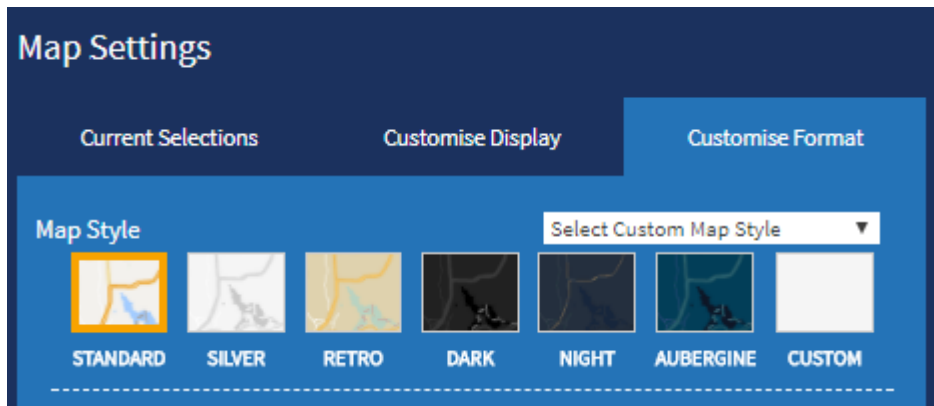 Map Settings
Current Selections Customise Display Customise Format
Map Style Select Custom Map Style
STANDARD SILVER RETRO DARK NIGHT AUBERGINE CUSTOM